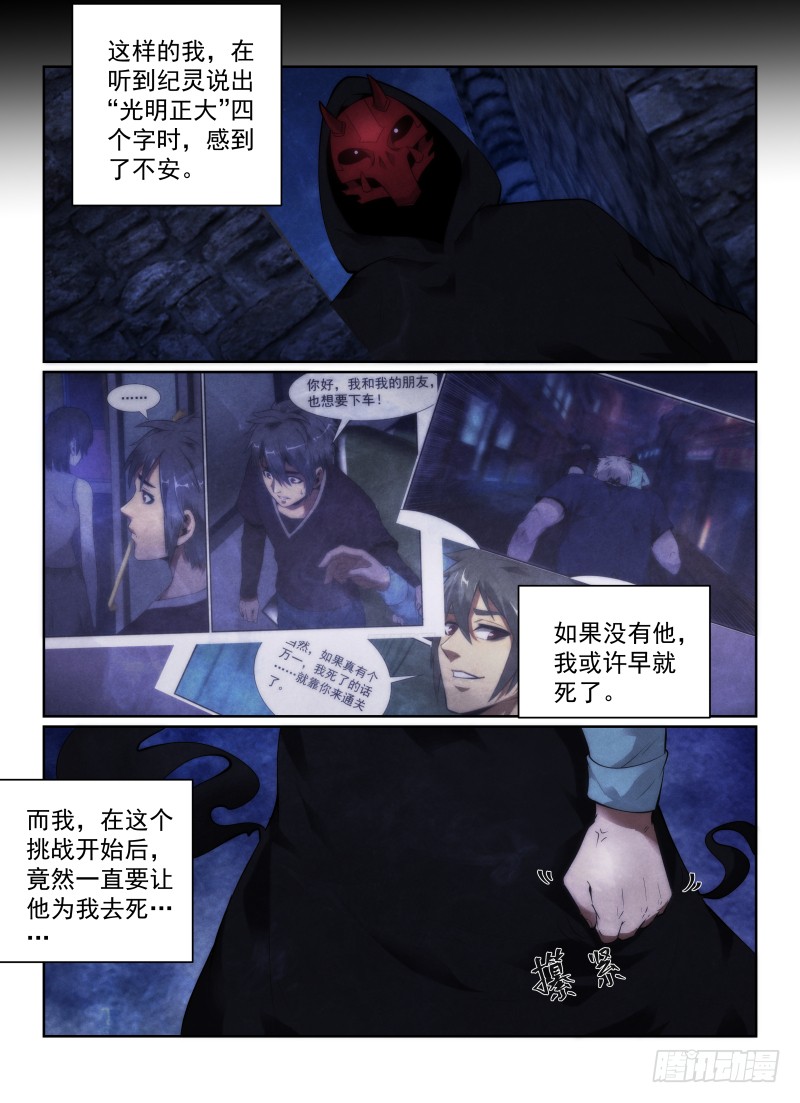 这样的我，在
听到纪灵说出
“光明正大”四
个字时，感到
了不安。
……
你好，我和我的朋友，
也想要下车！
当然，如果真有个
万一，我死了的话
……就靠你来通关
了。
如果没有他，
我或许早就
死了。
而我，在这个
挑战开始后，
竟然一直要让
他为我去死…
…
攥紧
腾讯动漫